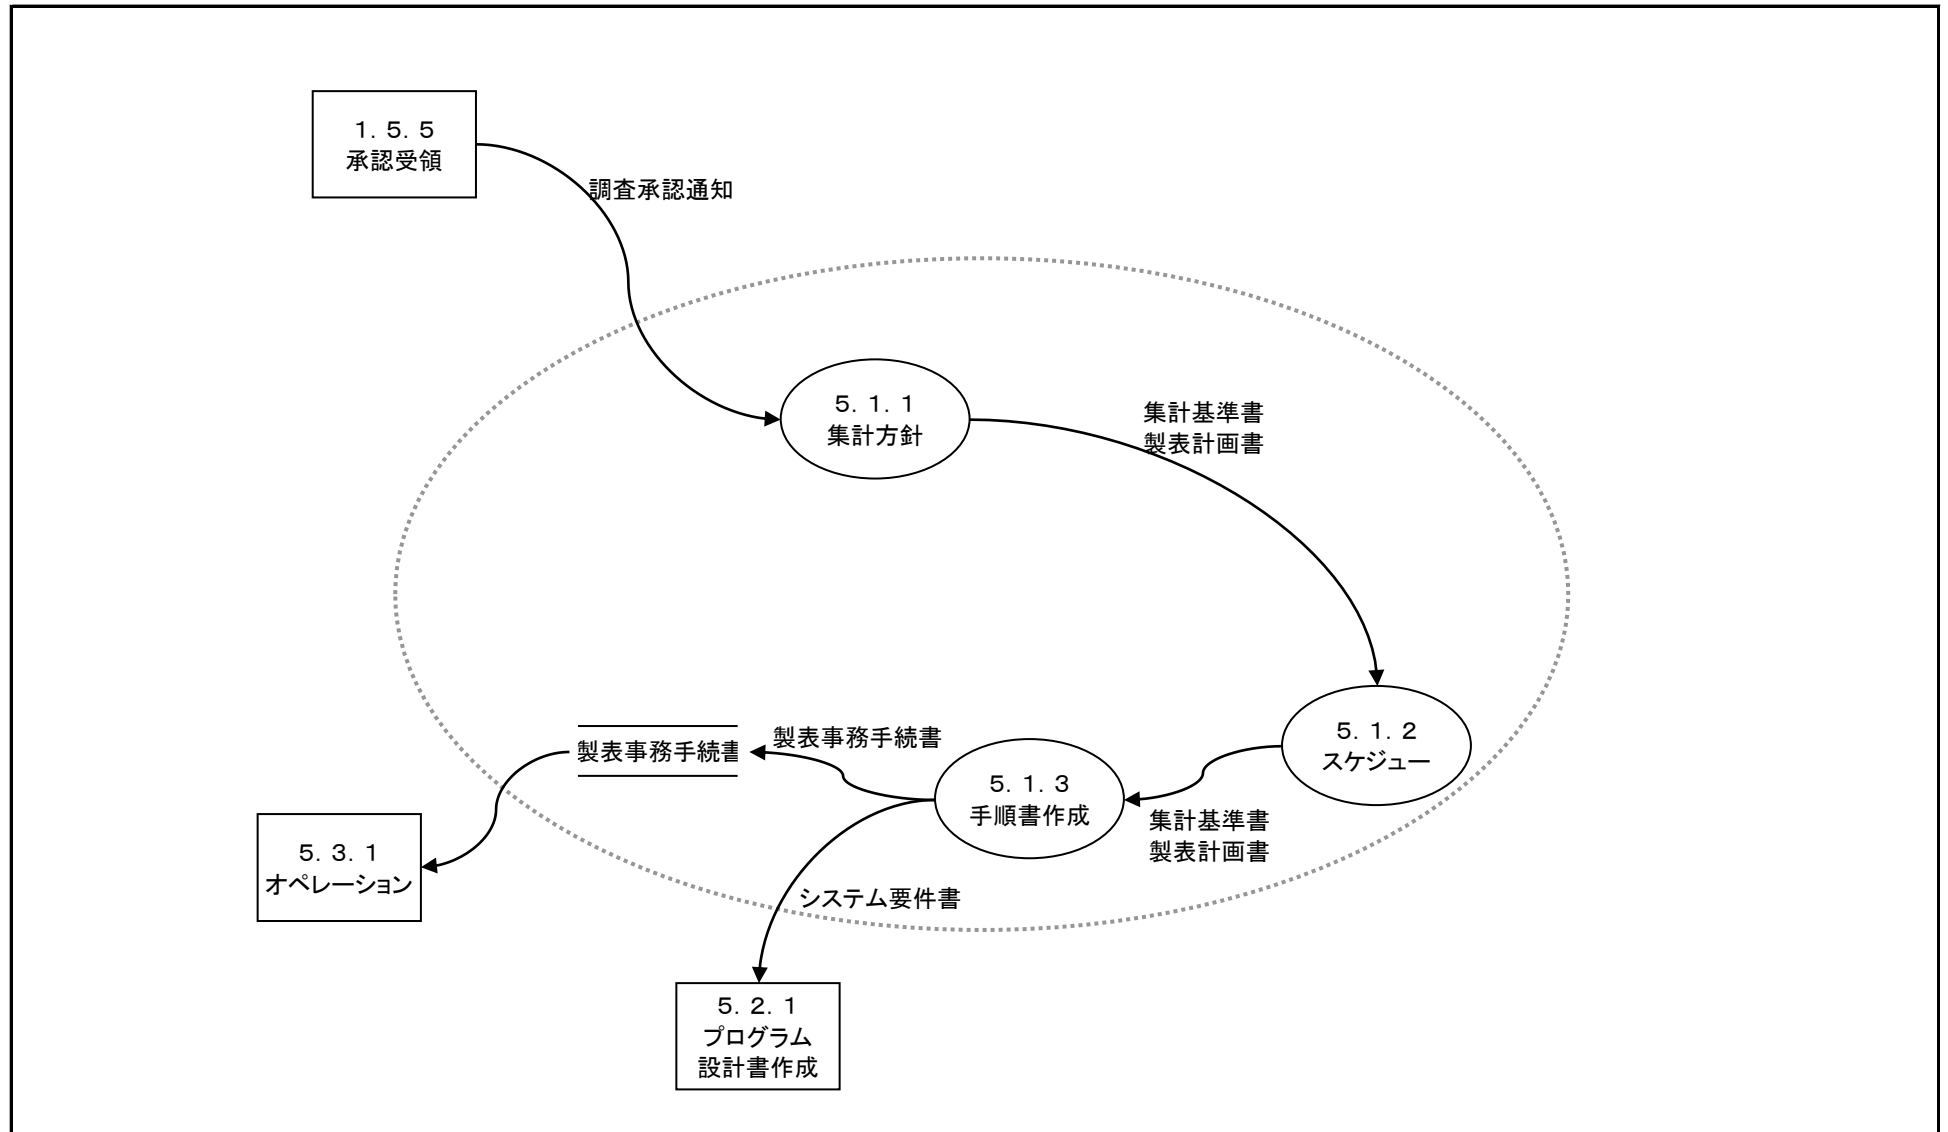 １．５．５
承認受領
調査承認通知
５．１．１
集計方針
集計基準書
製表計画書
５．１．２
スケジュー
製表事務手続書
製表事務手続書
５．１．３
手順書作成
集計基準書
製表計画書
５．３．１
オペレーション
システム要件書
５．２．１
プログラム
設計書作成